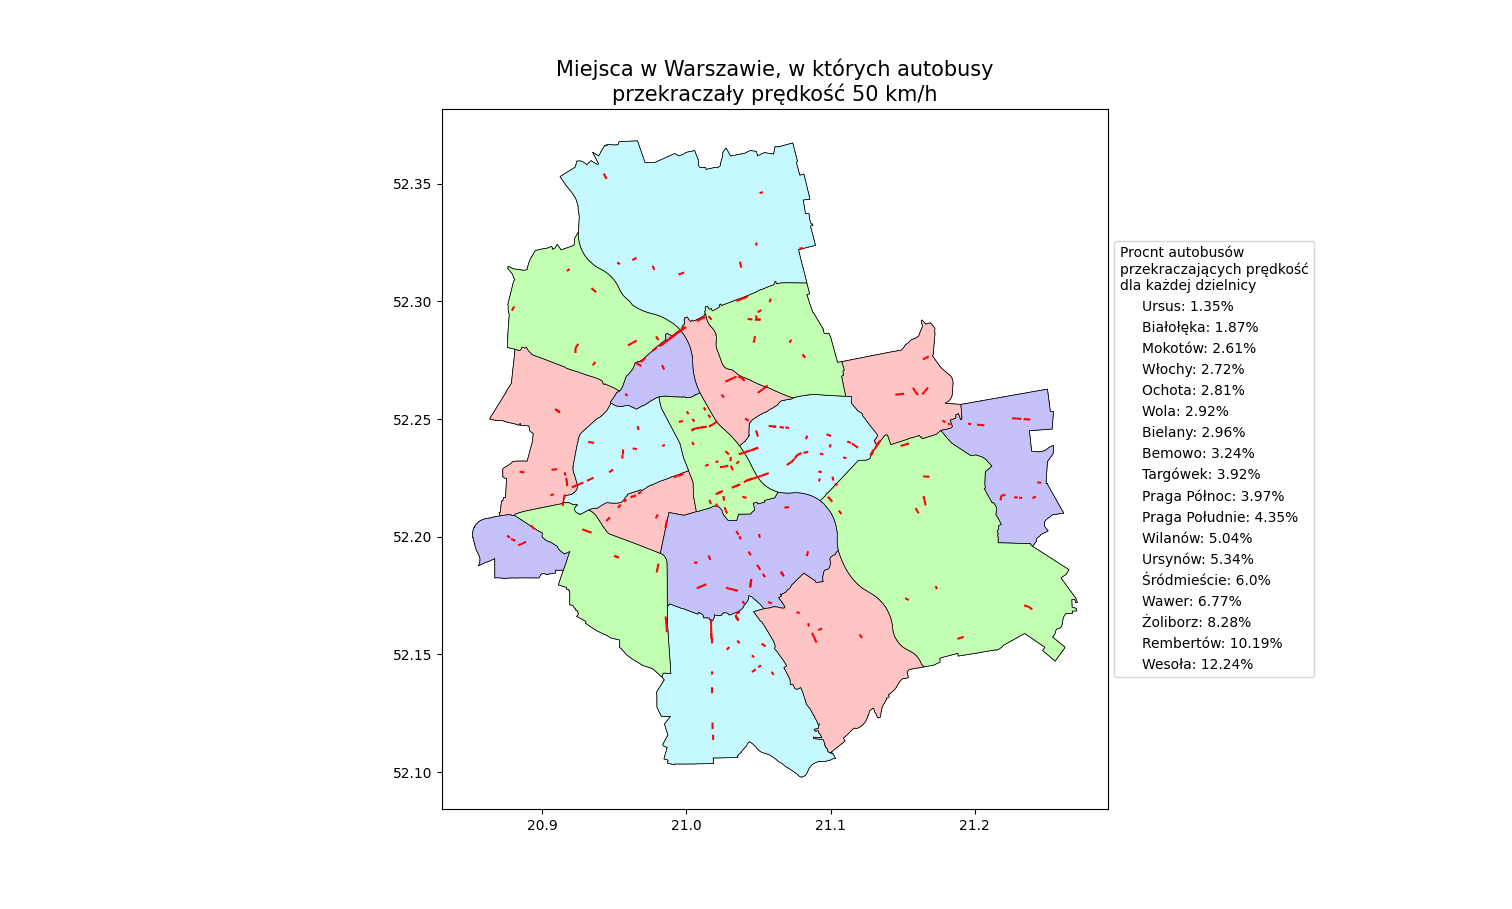 Miejsca w Warszawie, w których autobusy
przekraczały prędkość 50 km/h
52.35
52.30
52.25
52.20
52.15
52.10
20.9
21.0
21.1
21.2
Procnt autobusów
przekraczających prędkość
dla każdej dzielnicy
Ursus: 1.35%
Białołęka: 1.87%
Mokotów: 2.61%
Włochy: 2.72%
Ochota: 2.81%
Wola: 2.92%
Bielany: 2.96%
Bemowo: 3.24%
Targówek: 3.92%
Praga Północ: 3.97%
Praga Południe: 4.35%
Wilanów: 5.04%
Ursynów: 5.34%
Śródmieście: 6.0%
Wawer: 6.77%
Żoliborz: 8.28%
Rembertów: 10.19%
Wesoła: 12.24%